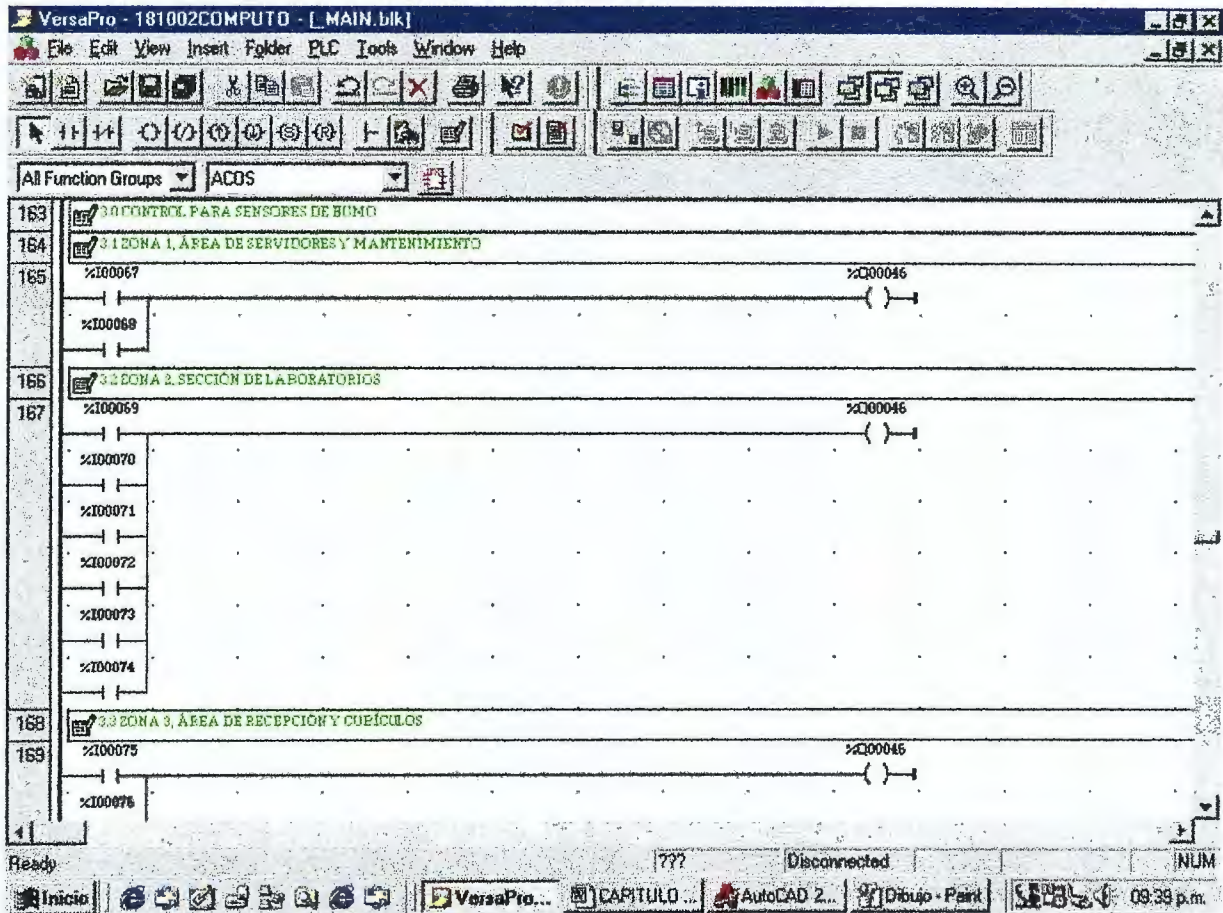 VersaPro - 181002COMPUTO - [_MAIN.blk]
File Edit View Insert Folder PLC Tools Window Help
All Function Groups ACOS
163 3.0 CONTROL PARA SENSORES DE HUMO
164 3.1 ZONA 1, ÁREA DE SERVIDORES Y MANTENIMIENTO
165 %I00067 %Q00046
%I00068
166 3.2 ZONA 2, SECCIÓN DE LABORATORIOS
167 %I00069 %Q00046
%I00070
%I00071
%I00072
%I00073
%I00074
168 3.3 ZONA 3, ÁREA DE RECEPCIÓN Y CUBÍCULOS
169 %I00075 %Q00046
%I00076
Ready ??? Disconnected NUM
Inicio VersaPro... CAPITULO ... AutoCAD 2... Dibujo - Paint 09:39 p.m.